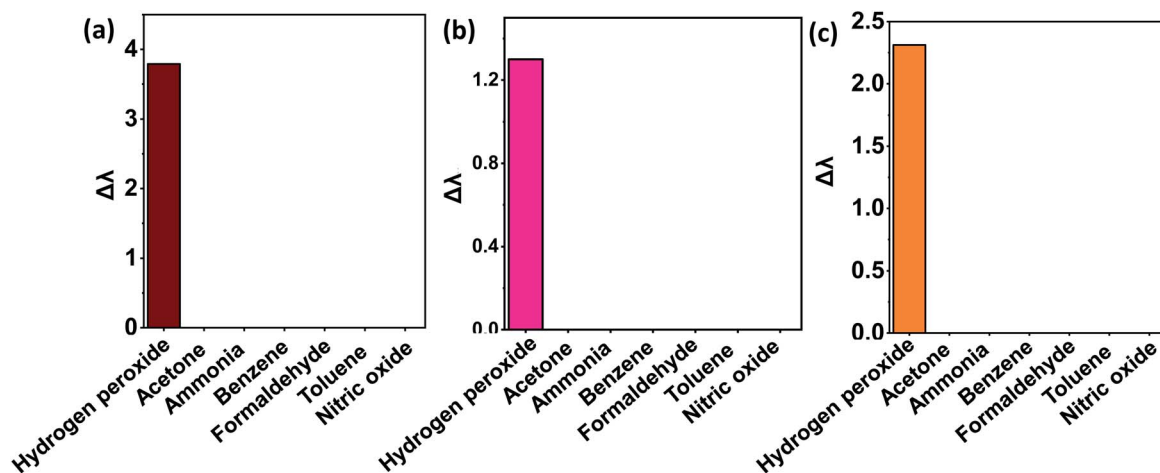 (a)
4
3
2
1
0
Δλ
Hydrogen peroxide
Acetone
Ammonia
Benzene
Formaldehyde
Toluene
Nitric oxide
(b)
1.2
0.8
0.4
0.0
Δλ
Hydrogen peroxide
Acetone
Ammonia
Benzene
Formaldehyde
Toluene
Nitric oxide
(c)
2.5
2.0
1.5
1.0
0.5
0.0
Δλ
Hydrogen peroxide
Acetone
Ammonia
Benzene
Formaldehyde
Toluene
Nitric oxide